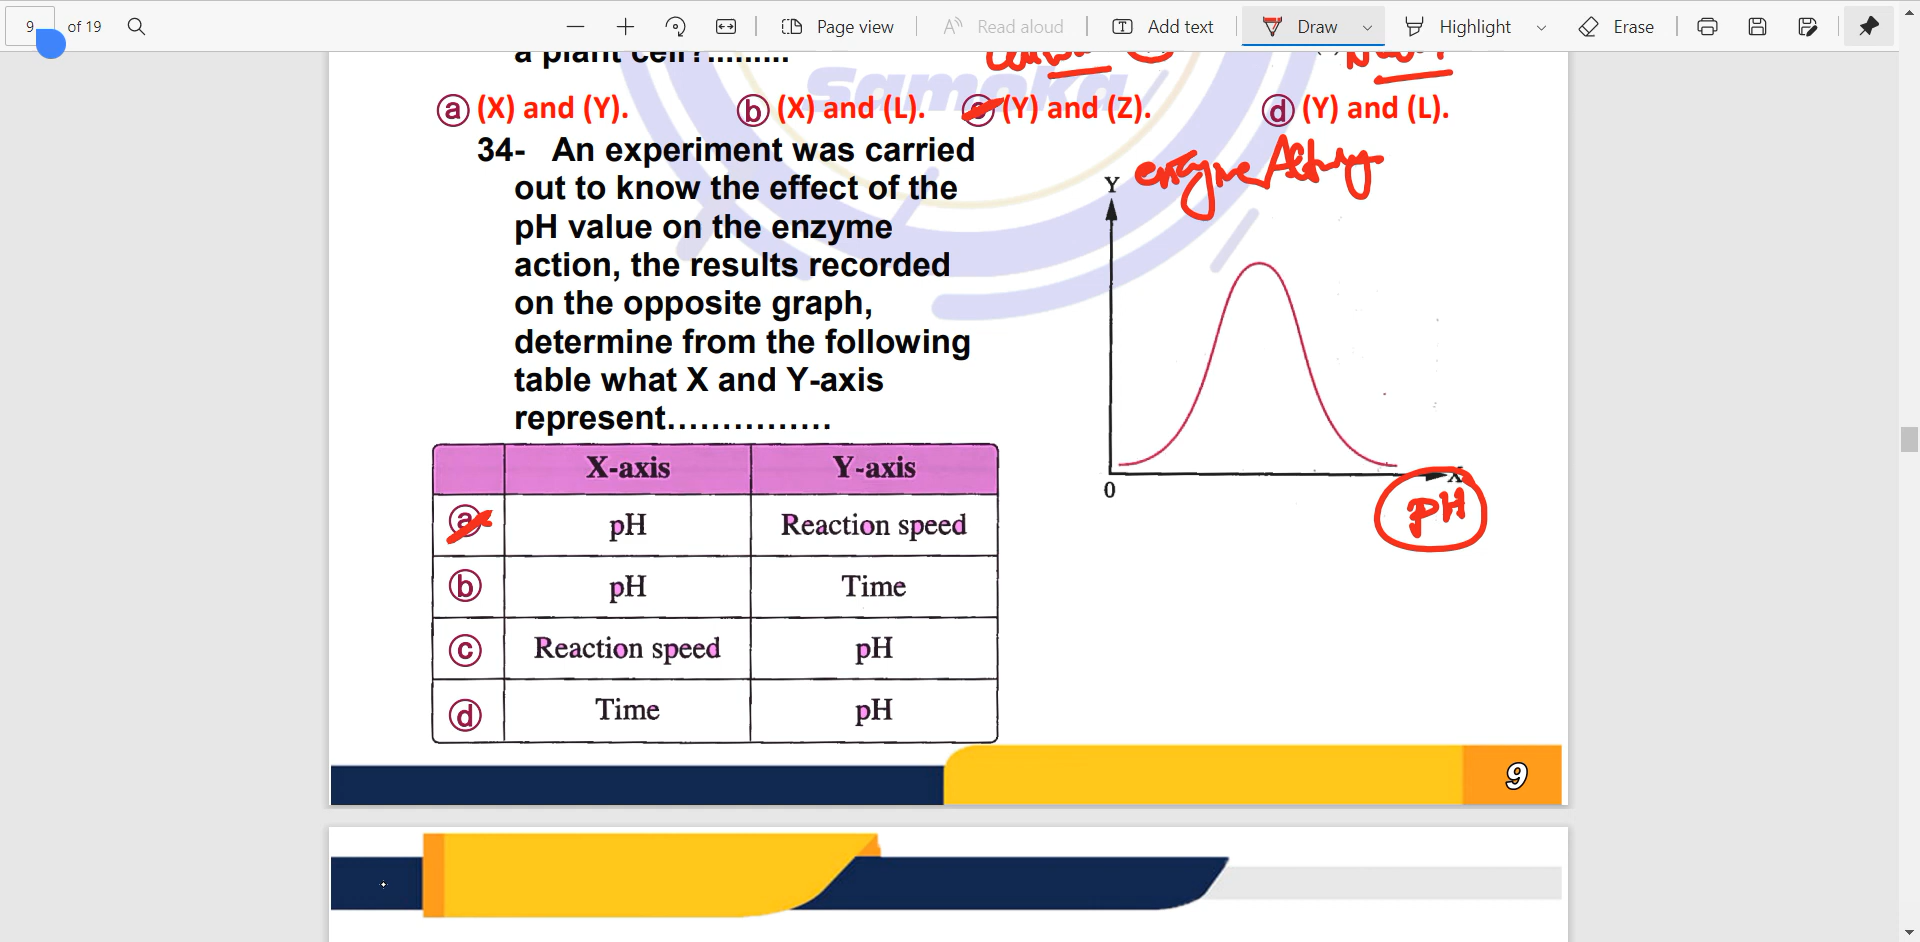 9 of 19 Page view Read aloud Add text Draw Highlight Erase
a plant cell?.........
Samaka
ⓐ (X) and (Y). ⓑ (X) and (L). ⓒ (Y) and (Z). ⓓ (Y) and (L).
34- An experiment was carried
out to know the effect of the
pH value on the enzyme
action, the results recorded
on the opposite graph,
determine from the following
table what X and Y-axis
represent...............
enzyme
Y
0
X
PH
X-axis Y-axis
ⓐ pH Reaction speed
ⓑ pH Time
ⓒ Reaction speed pH
ⓓ Time pH
9